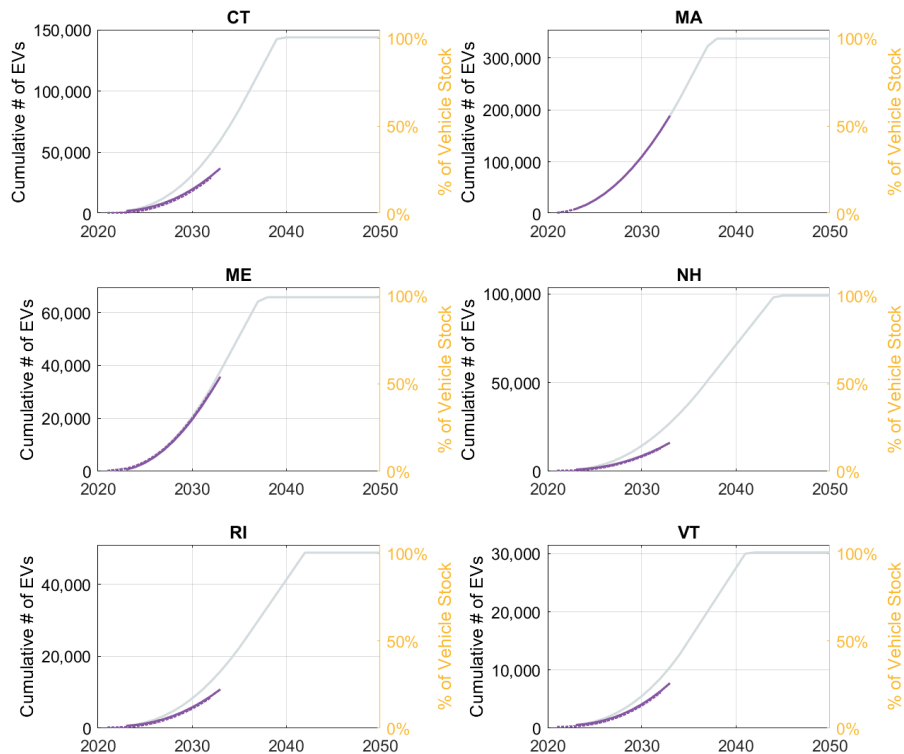 CT
Cumulative # of EVs
150,000
100,000
50,000
0
2020 2030 2040 2050
100%
50%
0%
% of Vehicle Stock
MA
Cumulative # of EVs
300,000
200,000
100,000
0
2020 2030 2040 2050
100%
50%
0%
% of Vehicle Stock
ME
Cumulative # of EVs
60,000
40,000
20,000
0
2020 2030 2040 2050
100%
50%
0%
% of Vehicle Stock
NH
Cumulative # of EVs
100,000
50,000
0
2020 2030 2040 2050
100%
50%
0%
% of Vehicle Stock
RI
Cumulative # of EVs
40,000
20,000
0
2020 2030 2040 2050
100%
50%
0%
% of Vehicle Stock
VT
Cumulative # of EVs
30,000
20,000
10,000
0
2020 2030 2040 2050
100%
50%
0%
% of Vehicle Stock